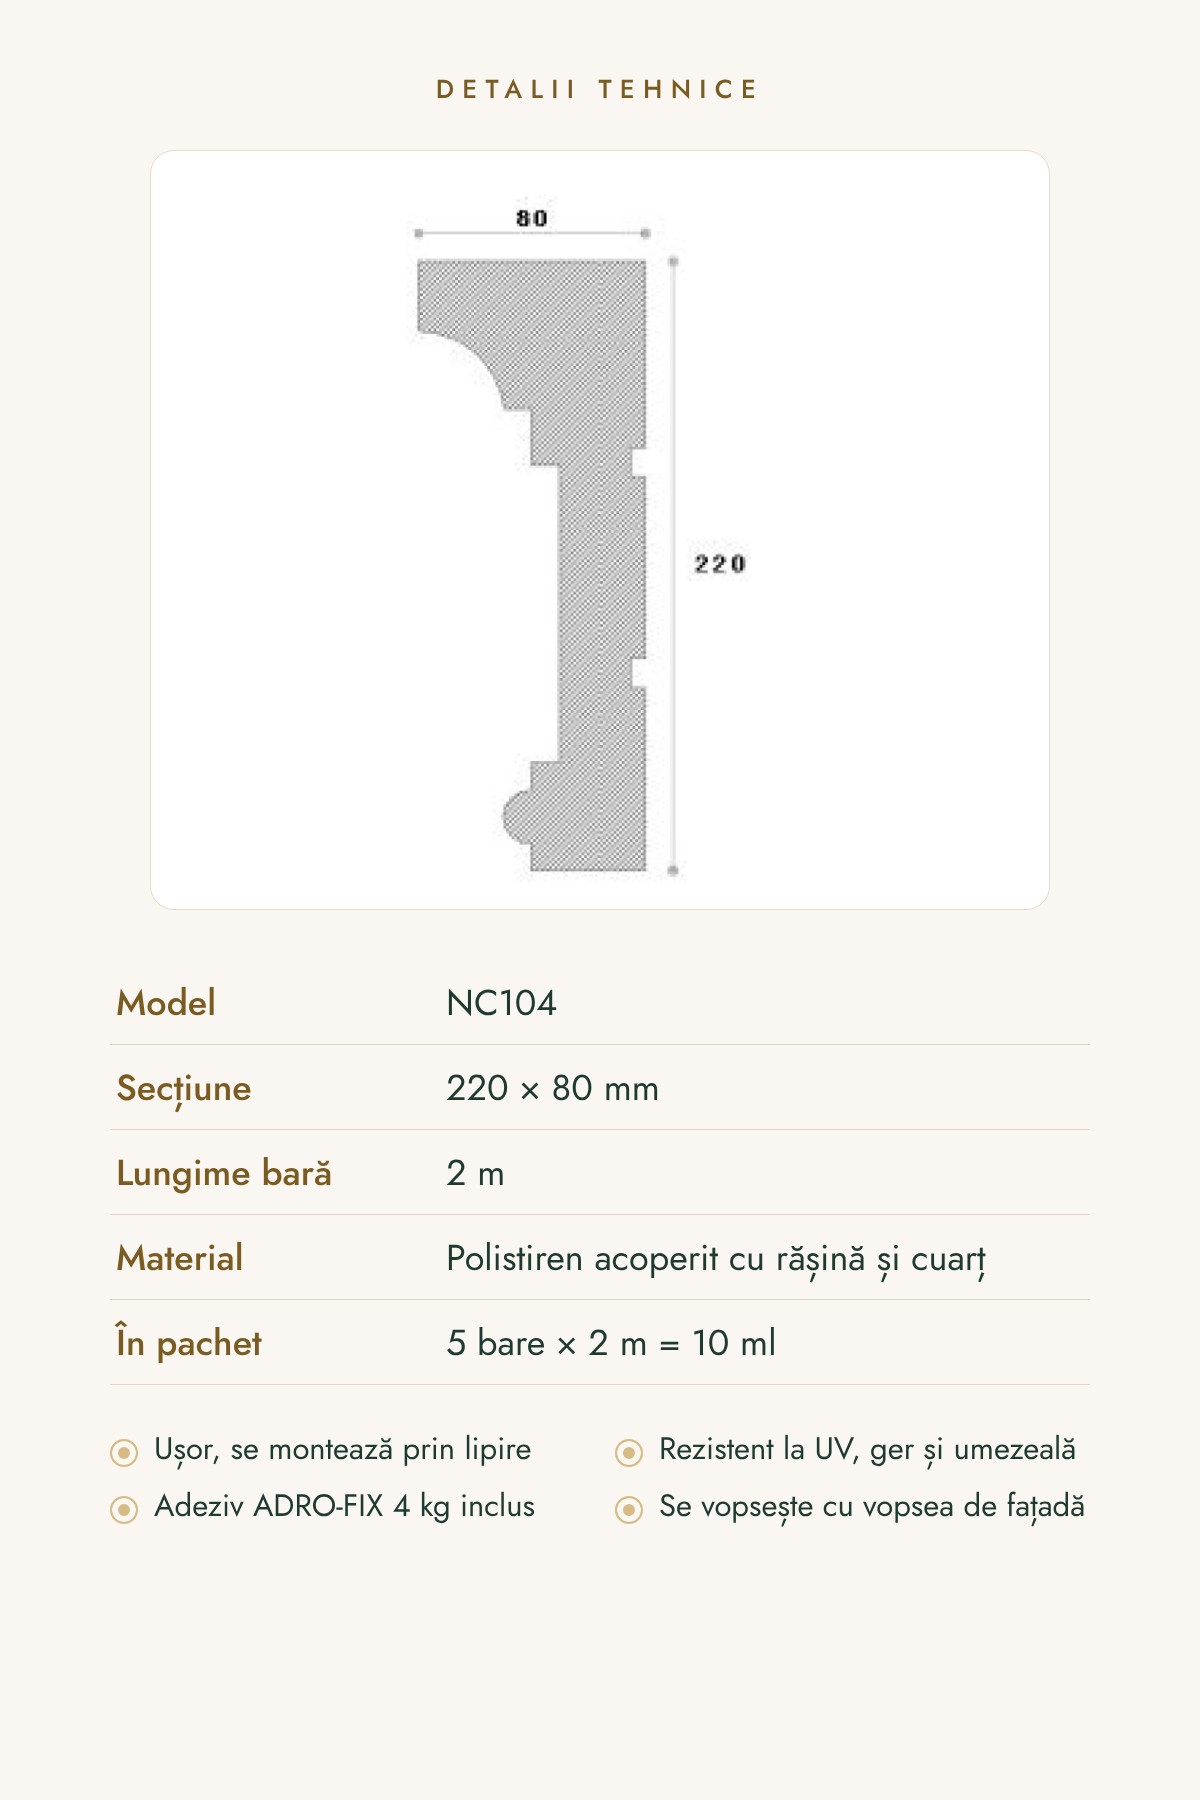 DETALII TEHNICE
80
220
Model NC104
Secțiune 220 × 80 mm
Lungime bară 2 m
Material Polistiren acoperit cu rășină și cuarț
În pachet 5 bare × 2 m = 10 ml
Ușor, se montează prin lipire
Rezistent la UV, ger și umezeală
Adeziv ADRO-FIX 4 kg inclus
Se vopsește cu vopsea de fațadă